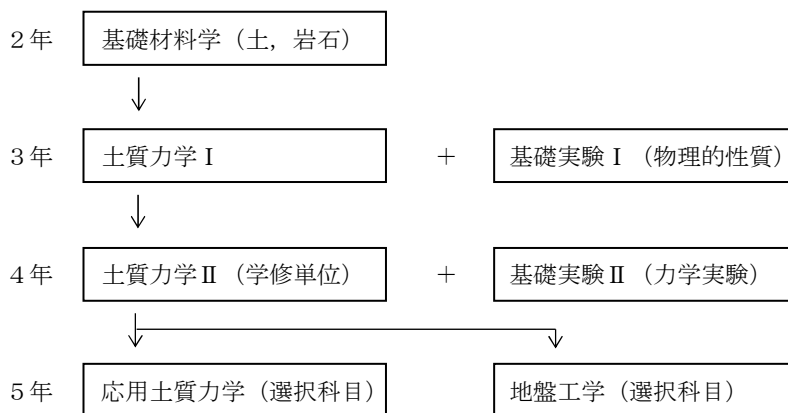 ２年 基礎材料学（土，岩石）
３年 土質力学Ⅰ ＋ 基礎実験Ⅰ（物理的性質）
４年 土質力学Ⅱ（学修単位） ＋ 基礎実験Ⅱ（力学実験）
５年 応用土質力学（選択科目） 地盤工学（選択科目）